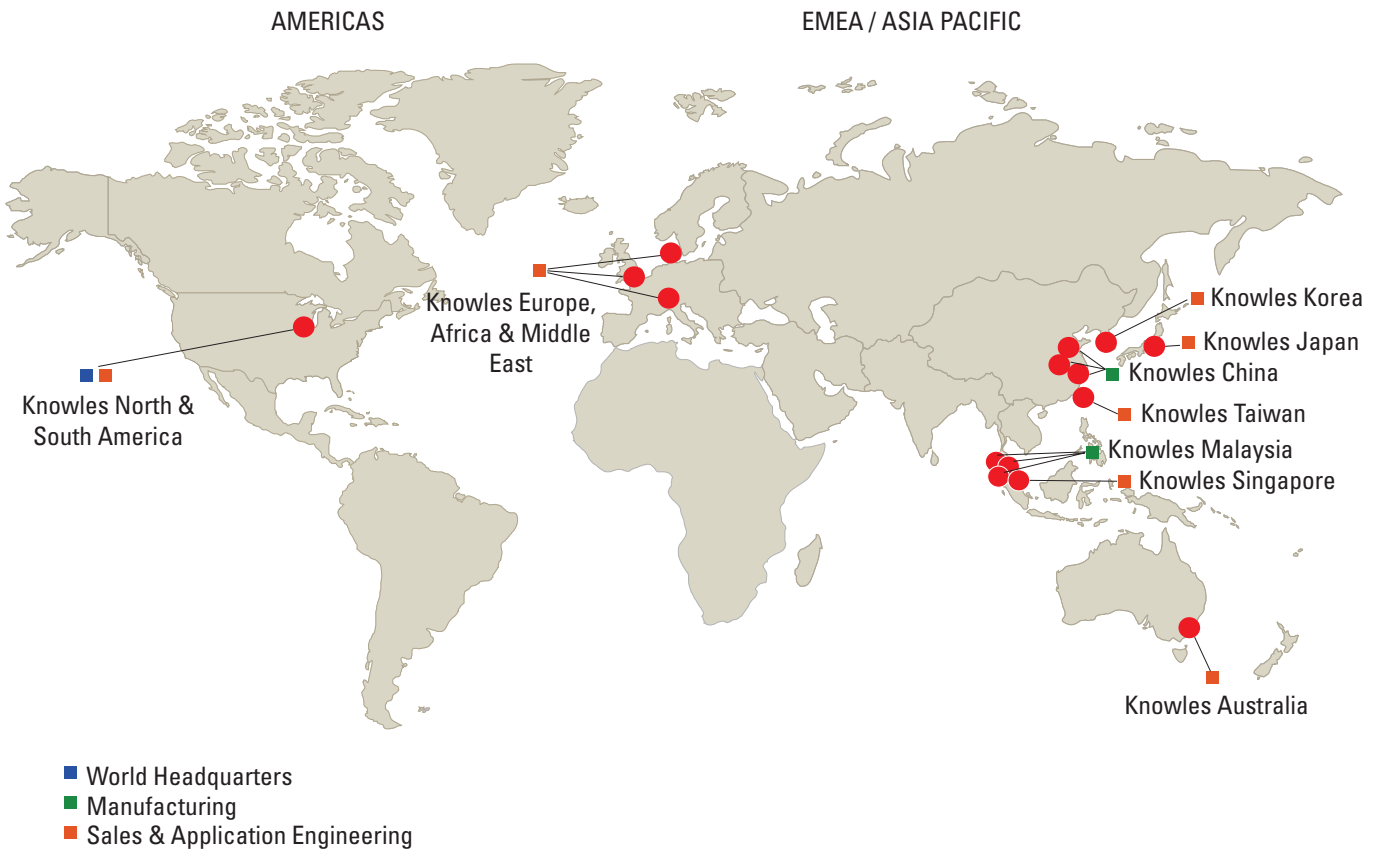 AMERICAS
EMEA / ASIA PACIFIC
Knowles Europe,
Africa & Middle
East
Knowles North &
South America
Knowles Korea
Knowles Japan
Knowles China
Knowles Taiwan
Knowles Malaysia
Knowles Singapore
Knowles Australia
World Headquarters
Manufacturing
Sales & Application Engineering